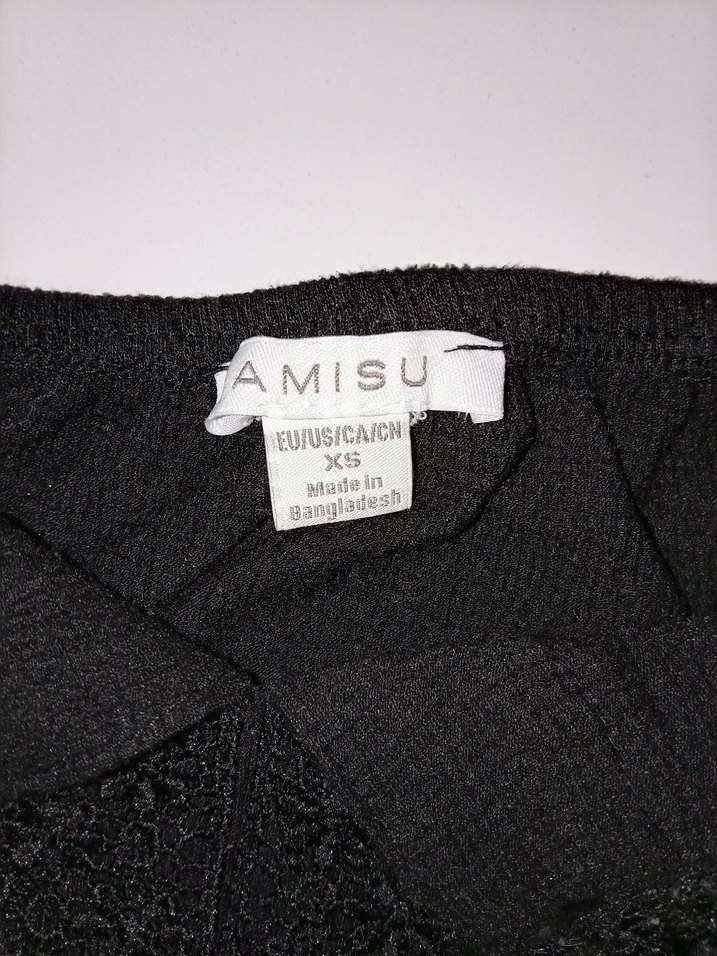 AMISU
EU/US/CA/CN
XS
Made in
Bangladesh